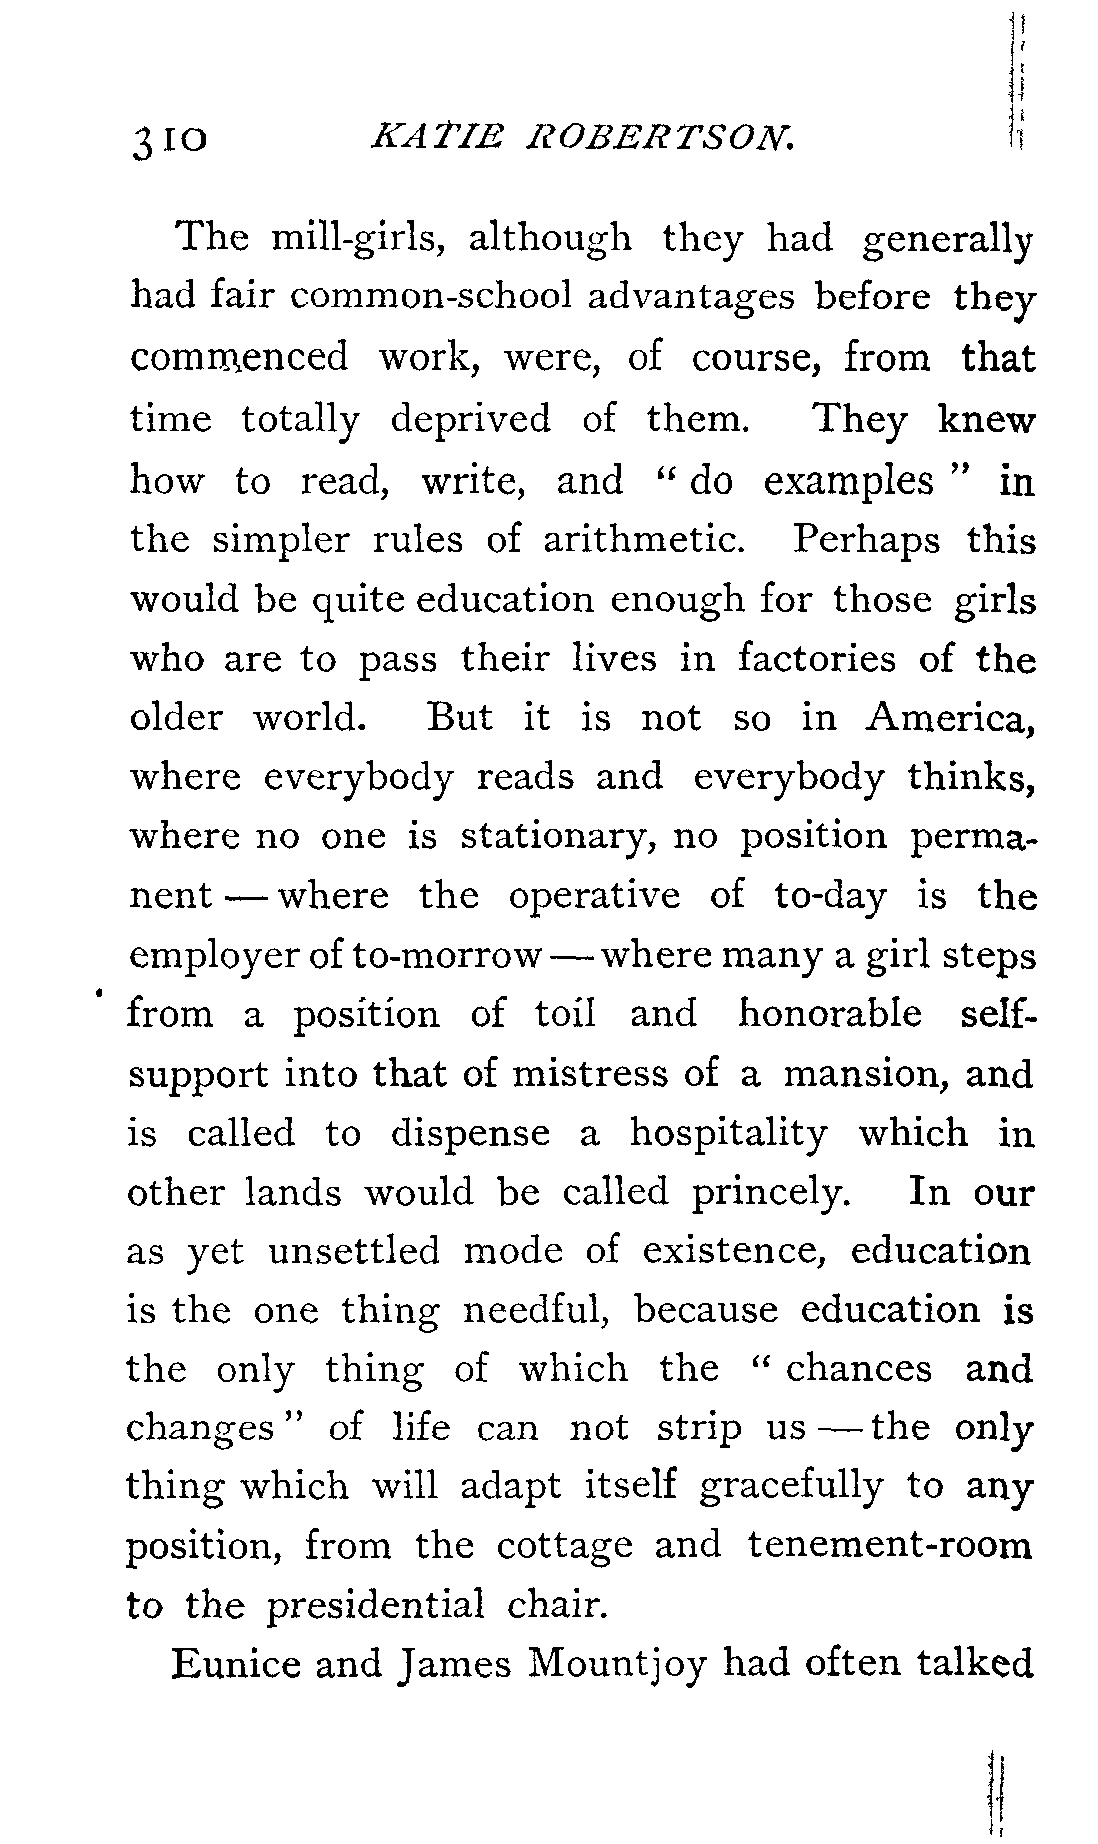 310 KATIE ROBERTSON.
The mill-girls, although they had generally
had fair common-school advantages before they
commenced work, were, of course, from that
time totally deprived of them. They knew
how to read, write, and “ do examples ” in
the simpler rules of arithmetic. Perhaps this
would be quite education enough for those girls
who are to pass their lives in factories of the
older world. But it is not so in America,
where everybody reads and everybody thinks,
where no one is stationary, no position perma-
nent — where the operative of to-day is the
employer of to-morrow — where many a girl steps
from a position of toil and honorable self-
support into that of mistress of a mansion, and
is called to dispense a hospitality which in
other lands would be called princely. In our
as yet unsettled mode of existence, education
is the one thing needful, because education is
the only thing of which the “ chances and
changes ” of life can not strip us — the only
thing which will adapt itself gracefully to any
position, from the cottage and tenement-room
to the presidential chair.
Eunice and James Mountjoy had often talked